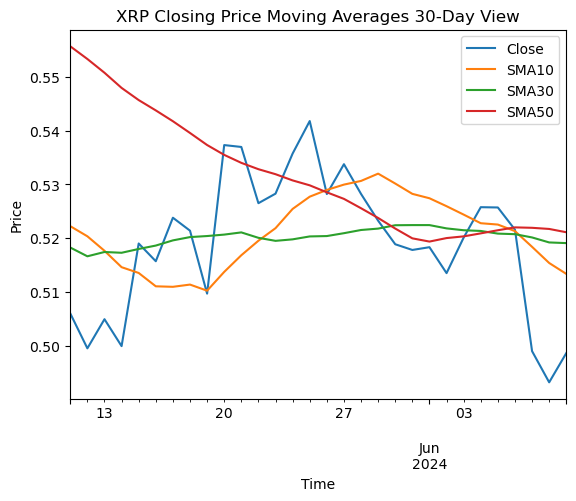 XRP Closing Price Moving Averages 30-Day View
Close
SMA10
SMA30
SMA50
Price
0.55
0.54
0.53
0.52
0.51
0.50
13
20
27
03
Jun
2024
Time